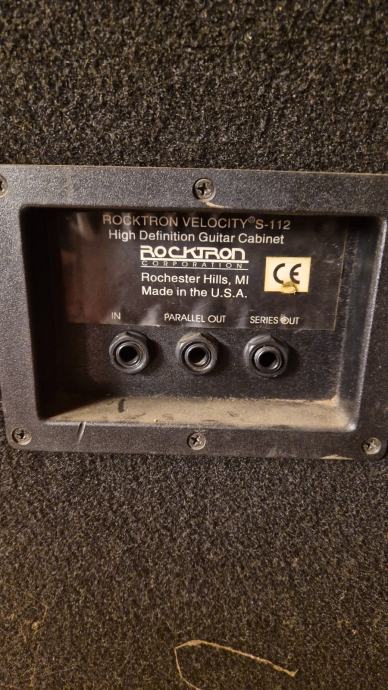 ROCKTRON VELOCITY® S-112
High Definition Guitar Cabinet
ROCKTRON
CORPORATION
Rochester Hills, MI
Made in the U.S.A.
CE
IN PARALLEL OUT SERIES OUT